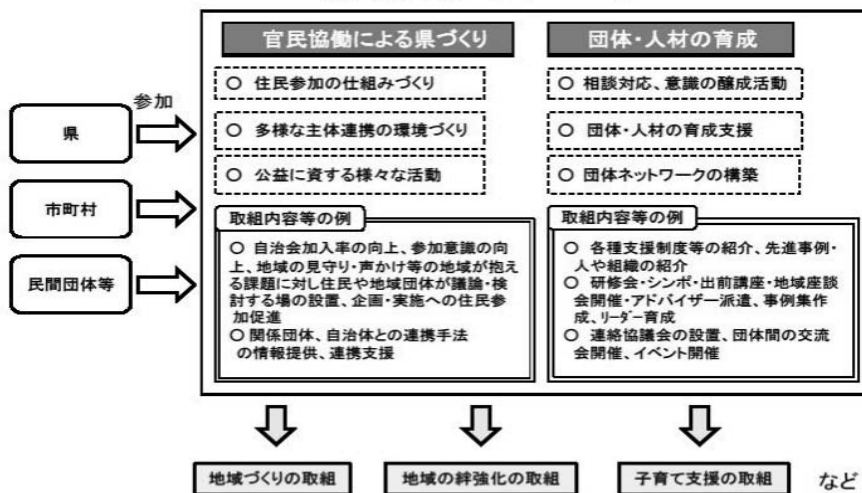 官民協働による県づくり
団体・人材の育成
○ 住民参加の仕組みづくり
○ 相談対応、意識の醸成活動
参加
県
○ 多様な主体連携の環境づくり
○ 団体・人材の育成支援
○ 公益に資する様々な活動
○ 団体ネットワークの構築
市町村
民間団体等
取組内容等の例
○ 自治会加入率の向上、参加意識の向
上、地域の見守り・声かけ等の地域が抱え
る課題に対し住民や地域団体が議論・検
討する場の設置、企画・実施への住民参
加促進
○ 関係団体、自治体との連携手法
の情報提供、連携支援
取組内容等の例
○ 各種支援制度等の紹介、先進事例・
人や組織の紹介
○ 研修会・シンポ・出前講座・地域座談
会開催・アドバイザー派遣、事例集作
成、リーダー育成
○ 連絡協議会の設置、団体間の交流
会開催、イベント開催
地域づくりの取組
地域の絆強化の取組
子育て支援の取組
など